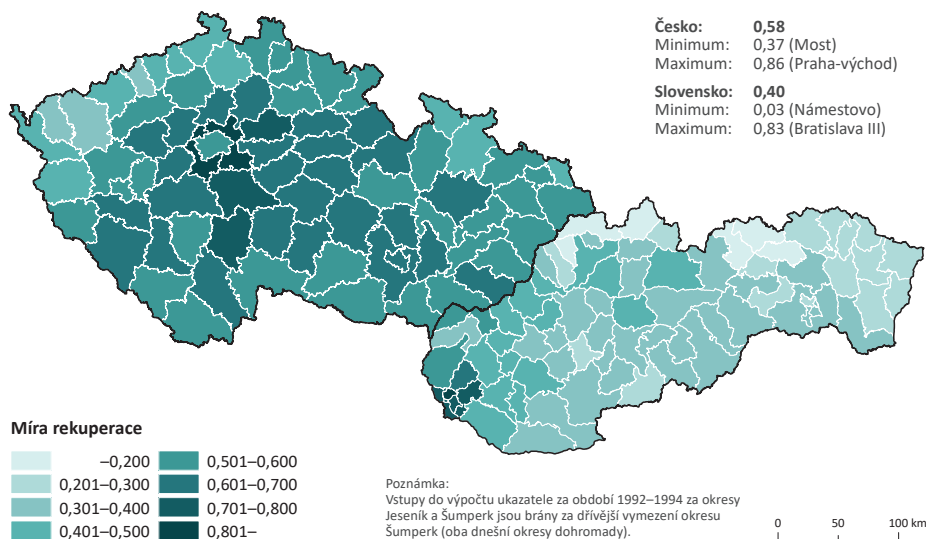 Česko: 0,58
Minimum: 0,37 (Most)
Maximum: 0,86 (Praha-východ)
Slovensko: 0,40
Minimum: 0,03 (Námestovo)
Maximum: 0,83 (Bratislava III)
Míra rekuperace
–0,200 0,501–0,600
0,201–0,300 0,601–0,700
0,301–0,400 0,701–0,800
0,401–0,500 0,801–
Poznámka:
Vstupy do výpočtu ukazatele za období 1992–1994 za okresy
Jeseník a Šumperk jsou brány za dřívější vymezení okresu
Šumperk (oba dnešní okresy dohromady).
0 50 100 km